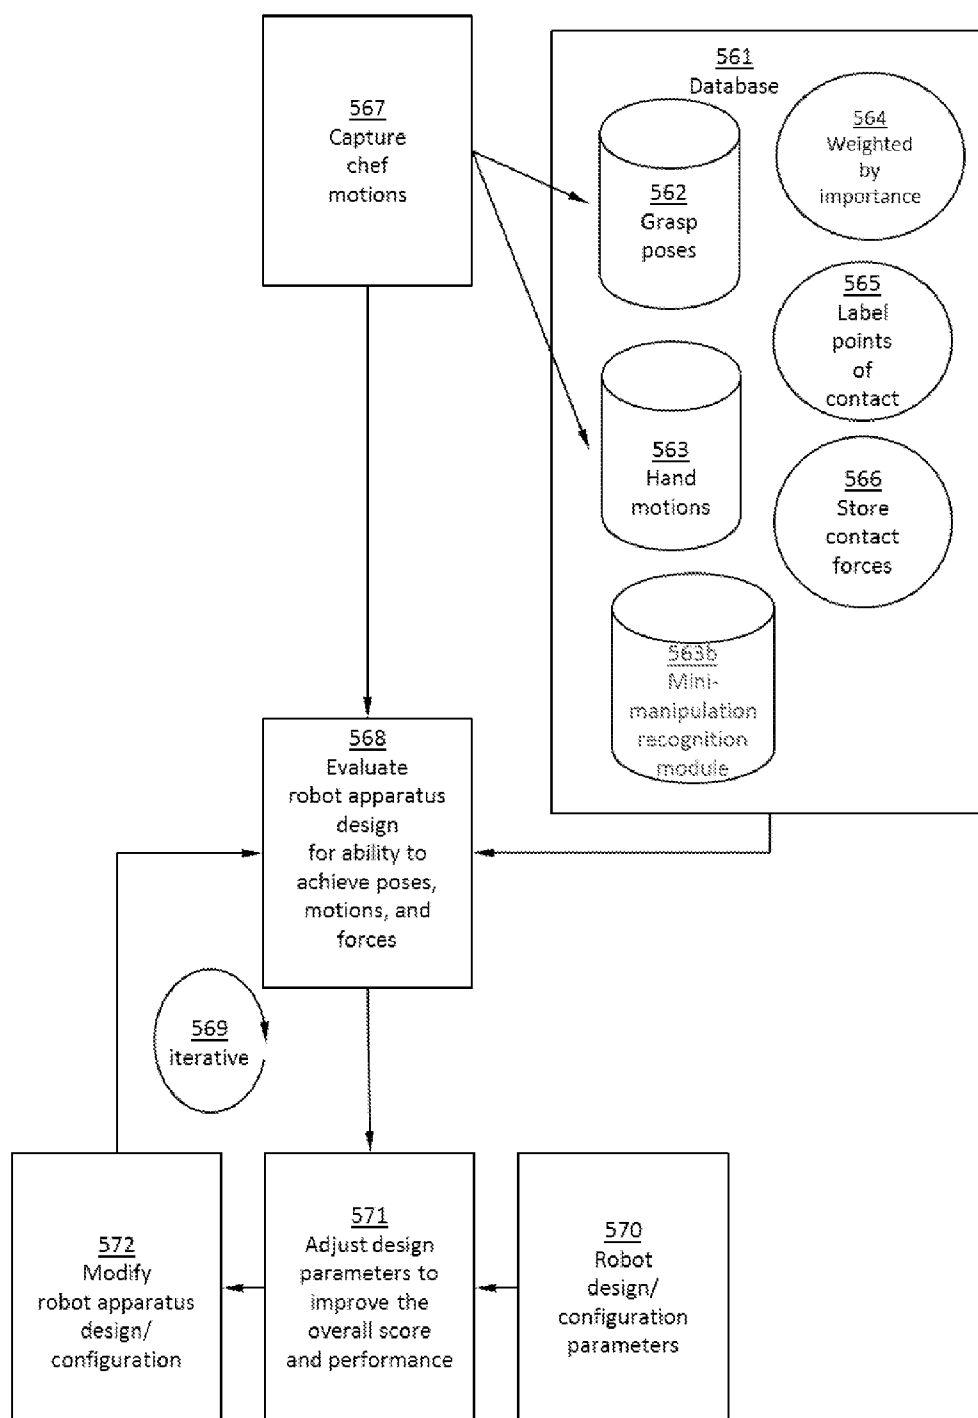 567
Capture
chef
motions
561
Database
562
Grasp
poses
564
Weighted
by
importance
565
Label
points
of
contact
563
Hand
motions
566
Store
contact
forces
563b
Mini-
manipulation
recognition
module
568
Evaluate
robot apparatus
design
for ability to
achieve poses,
motions, and
forces
569
iterative
572
Modify
robot apparatus
design/
configuration
571
Adjust design
parameters to
improve the
overall score
and performance
570
Robot
design/
configuration
parameters